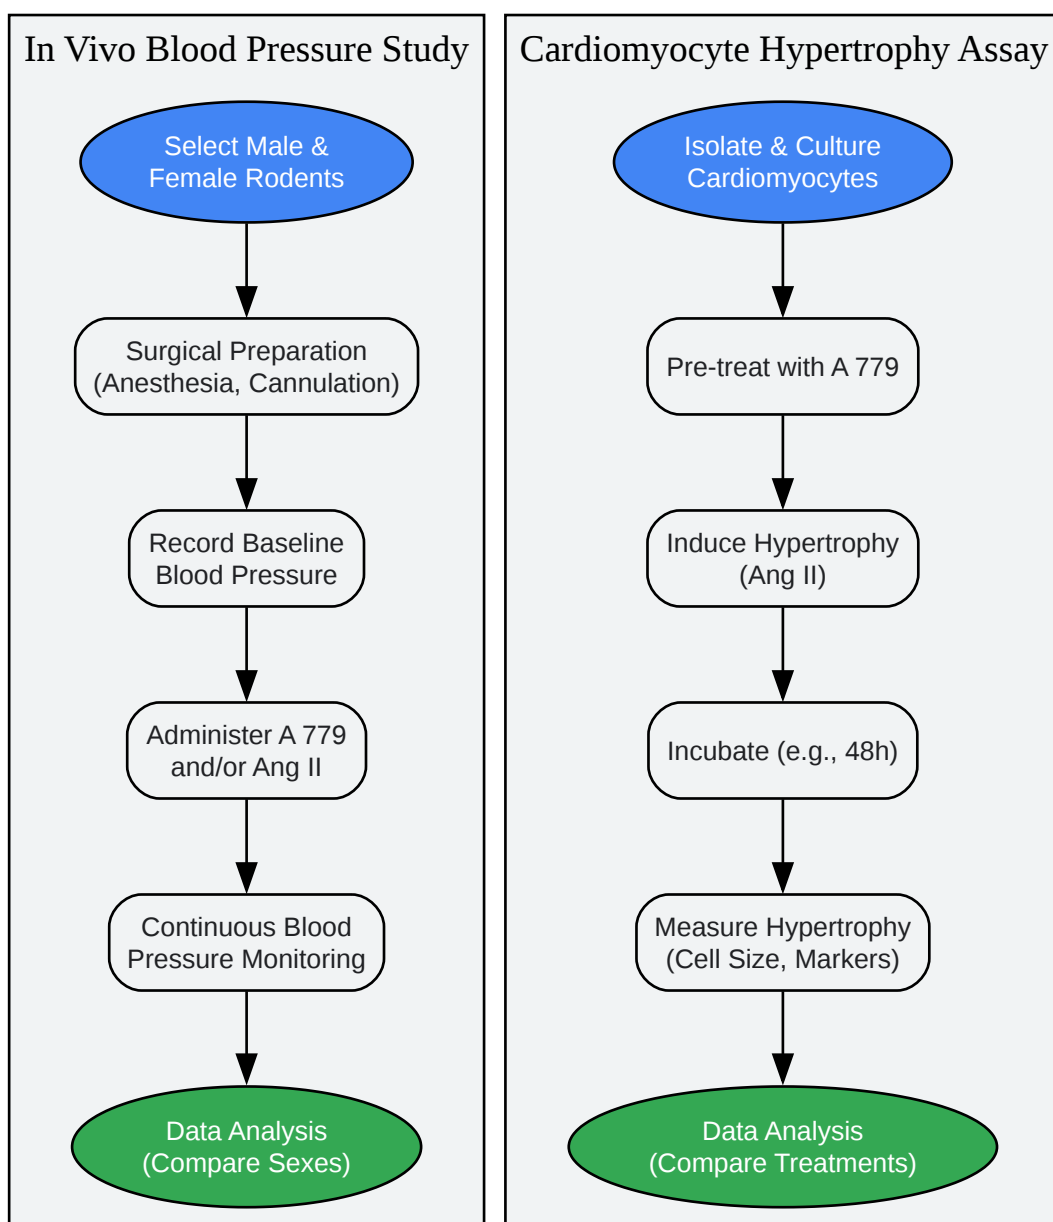 In Vivo Blood Pressure Study
Select Male &
Female Rodents
Surgical Preparation
(Anesthesia, Cannulation)
Record Baseline
Blood Pressure
Administer A 779
and/or Ang II
Continuous Blood
Pressure Monitoring
Data Analysis
(Compare Sexes)
Cardiomyocyte Hypertrophy Assay
Isolate & Culture
Cardiomyocytes
Pre-treat with A 779
Induce Hypertrophy
(Ang II)
Incubate (e.g., 48h)
Measure Hypertrophy
(Cell Size, Markers)
Data Analysis
(Compare Treatments)